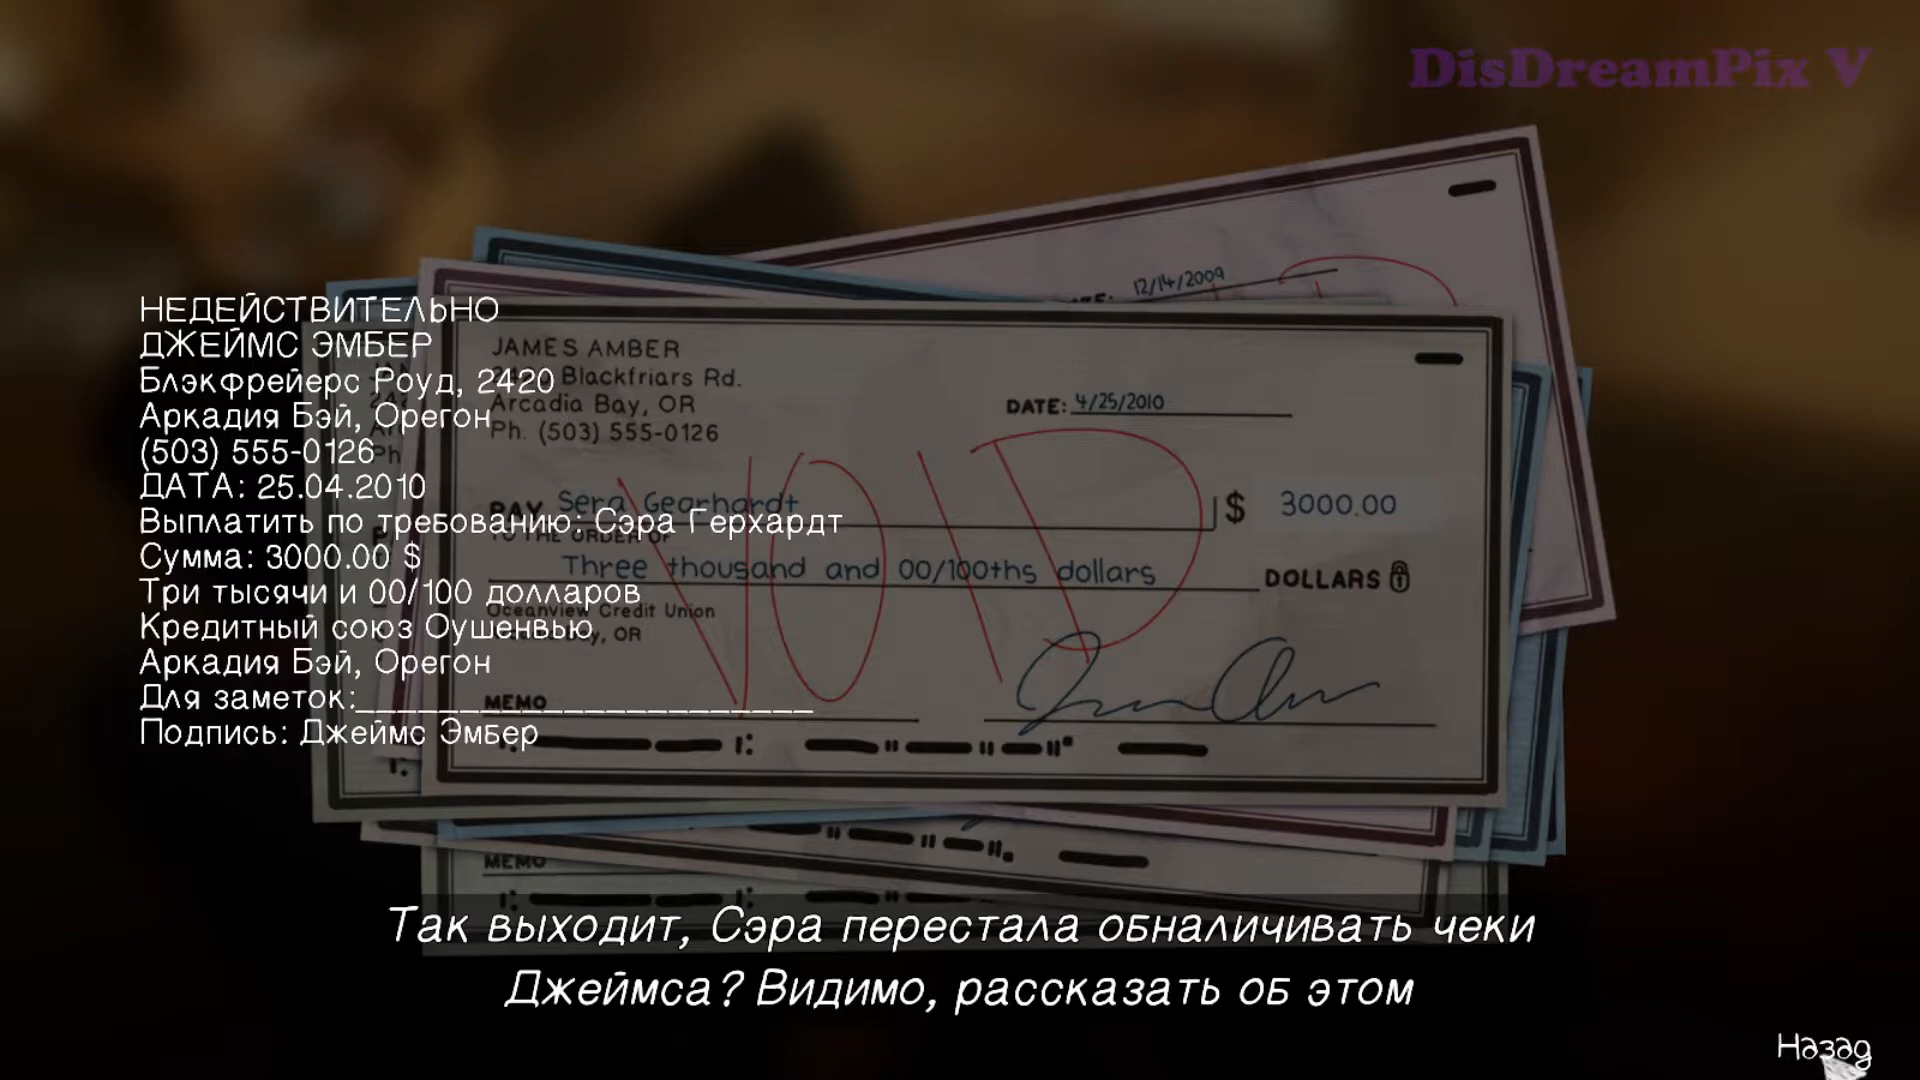 DisDreamPix V
12/14/2009
НЕДЕЙСТВИТЕЛЬНО
ДЖЕЙМС ЭМБЕР
Блэкфрейерс Роуд, 2420
Аркадия Бэй, Орегон
(503) 555-0126
ДАТА: 25.04.2010
Выплатить по требованию: Сэра Герхардт
Сумма: 3000.00 $
Три тысячи и 00/100 долларов
Кредитный союз Оушенвью
Аркадия Бэй, Орегон
Для заметок:
Подпись: Джеймс Эмбер
JAMES AMBER
Blackfriars Rd.
Arcadia Bay, OR
Ph. (503) 555-0126
DATE: 4/25/2010
VOID
PAY Sera Gearhardt $ 3000.00
TO THE ORDER OF
Three thousand and 00/100ths dollars DOLLARS
Oceanview Credit Union
OR
MEMO
MEMO
Так выходит, Сэра перестала обналичивать чеки
Джеймса? Видимо, рассказать об этом
Назад